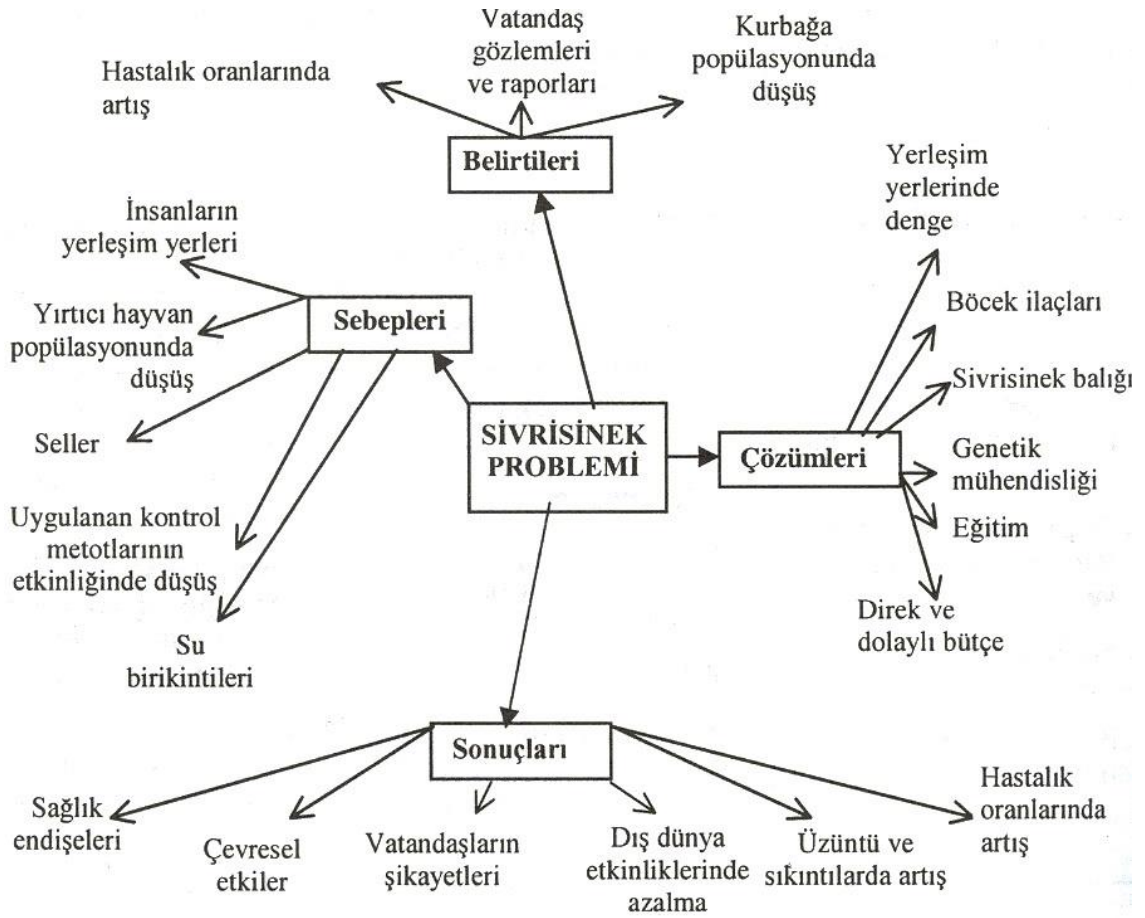 Hastalık oranlarında
artış
Vatandaş
gözlemleri
ve raporları
Kurbağa
popülasyonunda
düşüş
Belirtileri
Yerleşim
yerlerinde
denge
İnsanların
yerleşim yerleri
Böcek ilaçları
Yırtıcı hayvan
popülasyonunda
düşüş
Sebepleri
Sivrisinek balığı
Seller
SİVRİSİNEK
PROBLEMİ
Çözümleri
Genetik
mühendisliği
Uygulanan kontrol
metotlarının
etkinliğinde düşüş
Eğitim
Su
birikintileri
Direk ve
dolaylı bütçe
Sonuçları
Sağlık
endişeleri
Çevresel
etkiler
Vatandaşların
şikayetleri
Dış dünya
etkinliklerinde
azalma
Üzüntü ve
sıkıntılarda artış
Hastalık
oranlarında
artış